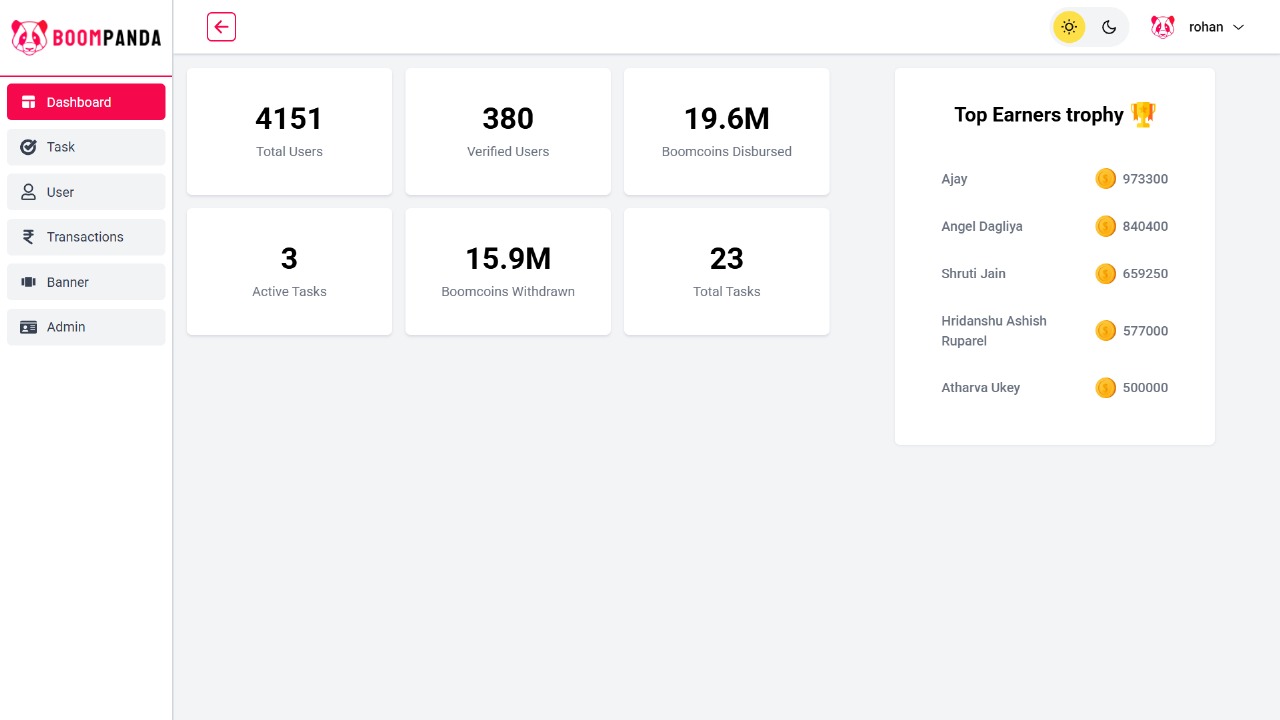 BOOMPANDA
rohan
Dashboard
Task
User
Transactions
Banner
Admin
4151
Total Users
380
Verified Users
19.6M
Boomcoins Disbursed
3
Active Tasks
15.9M
Boomcoins Withdrawn
23
Total Tasks
Top Earners trophy 🏆
Ajay 973300
Angel Dagliya 840400
Shruti Jain 659250
Hridanshu Ashish
Ruparel 577000
Atharva Ukey 500000